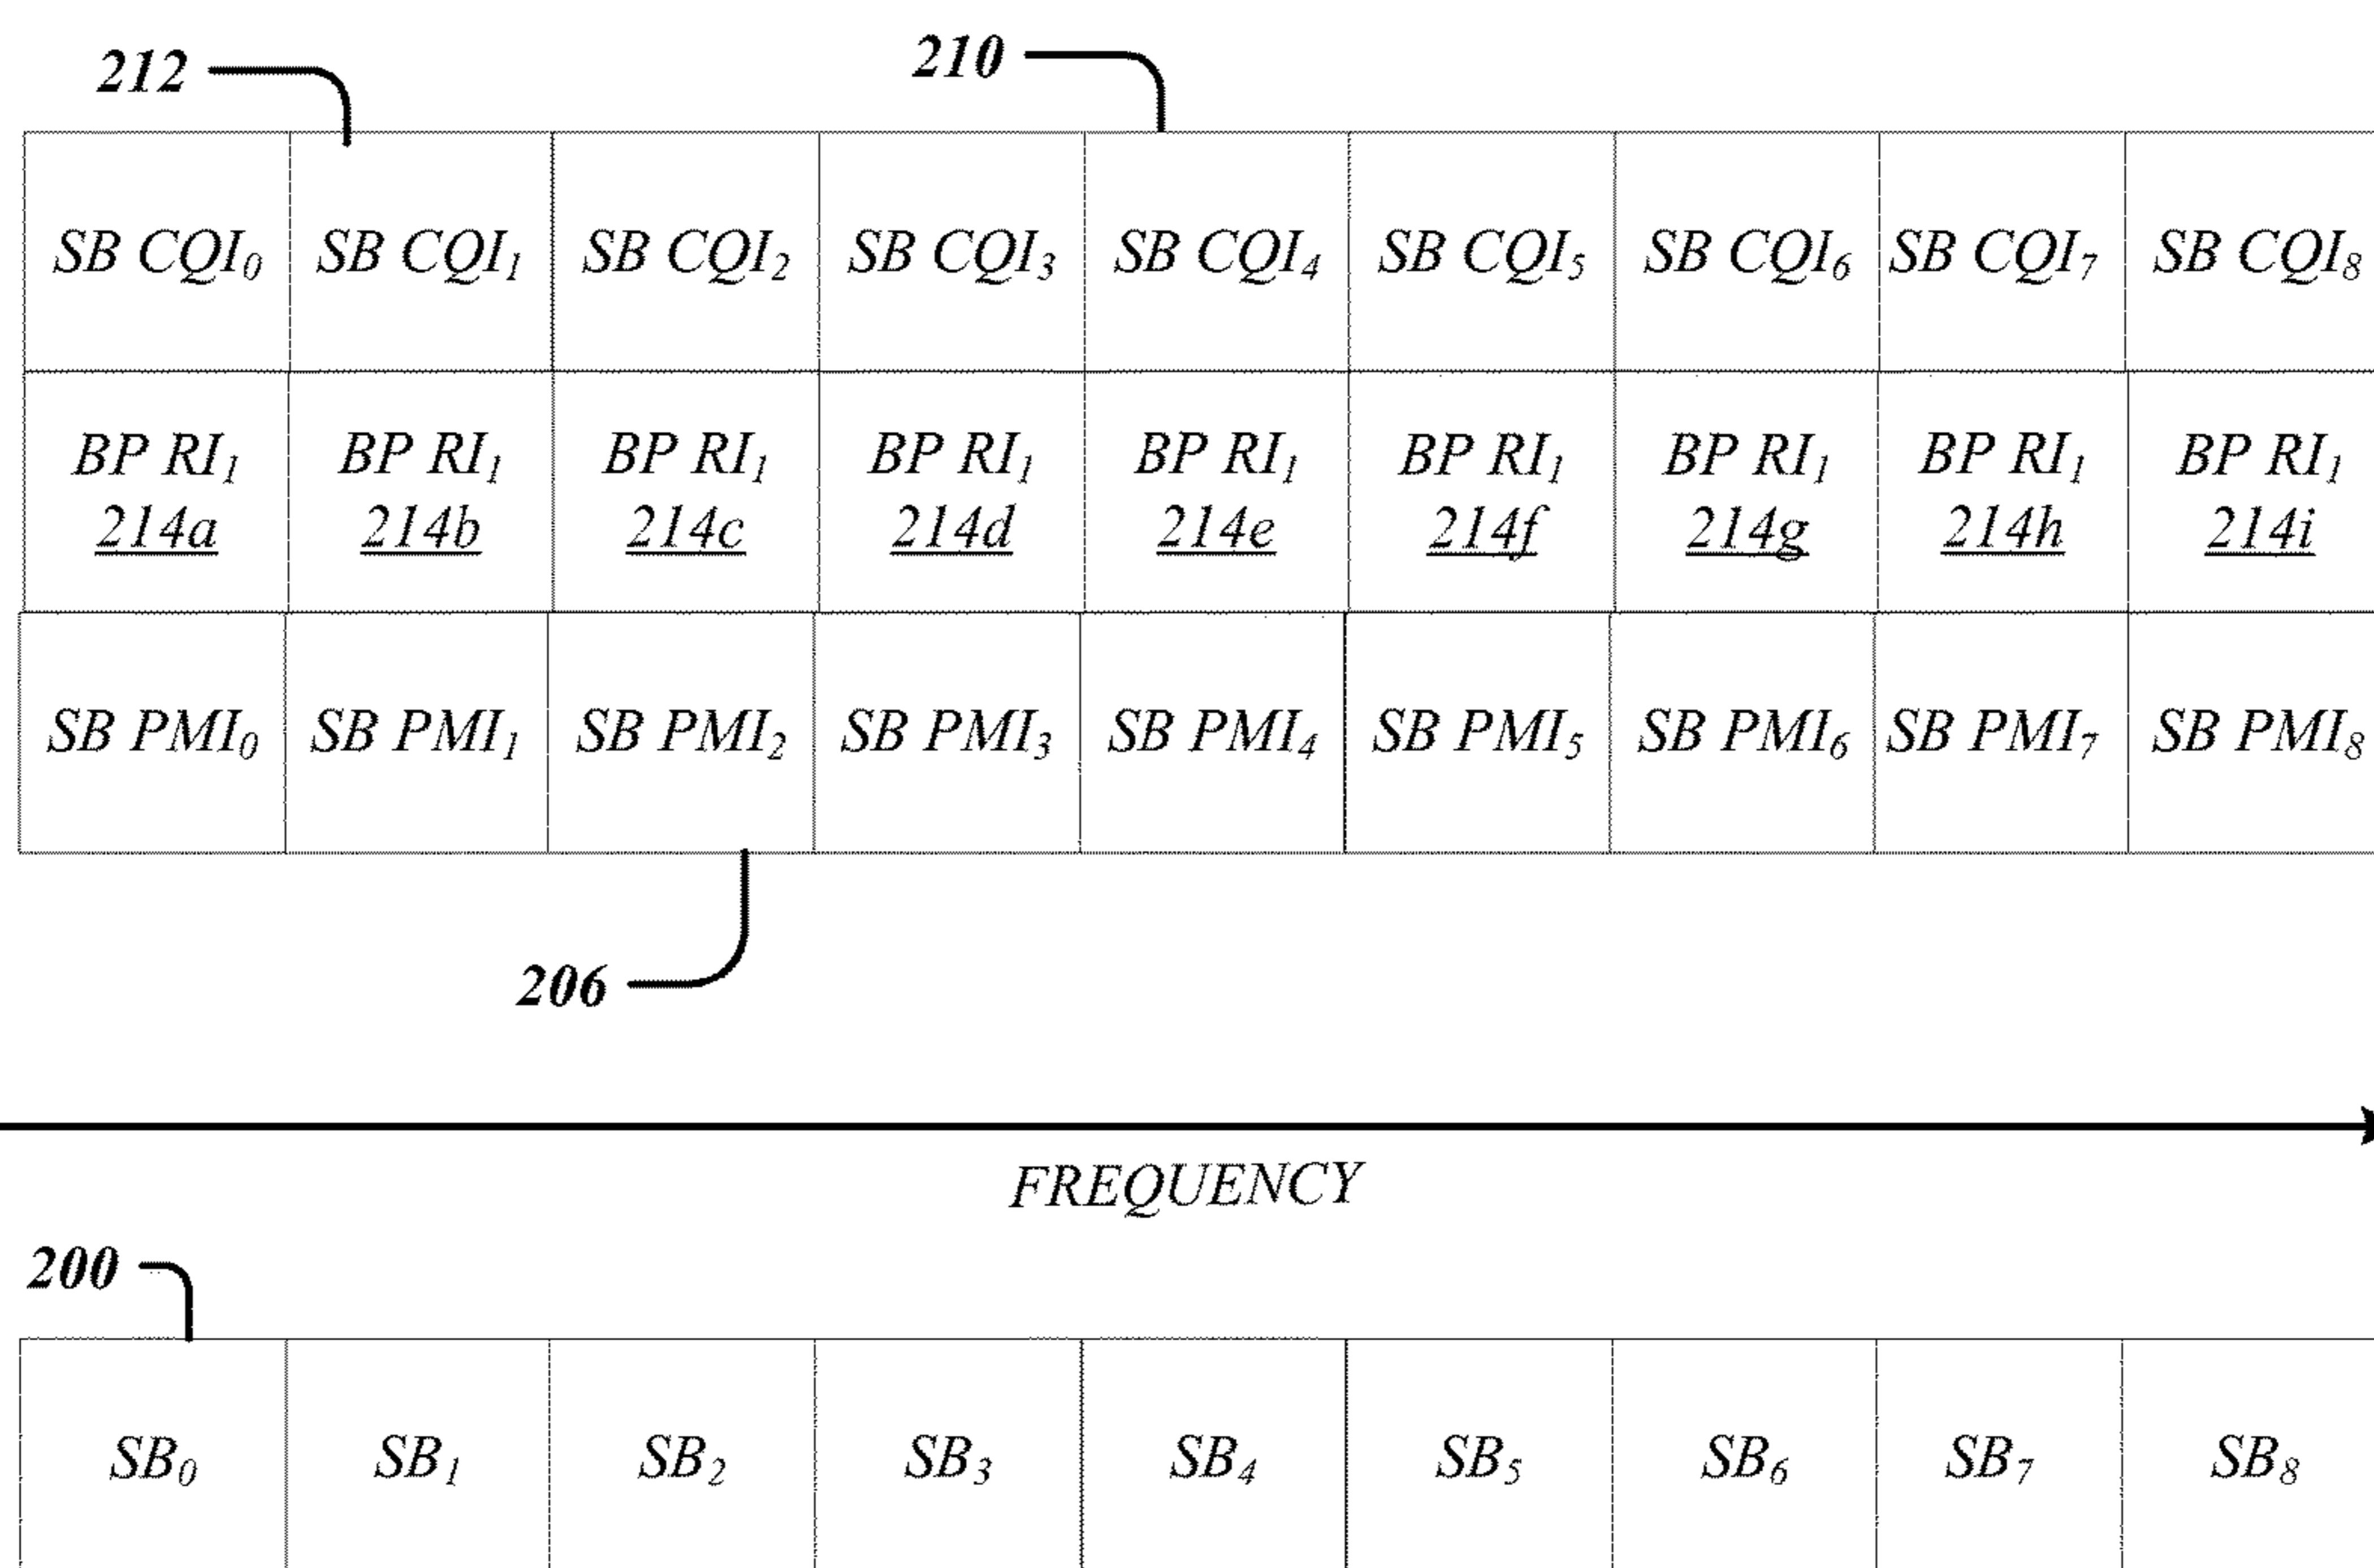 212 210
SB CQI₀ SB CQI₁ SB CQI₂ SB CQI₃ SB CQI₄ SB CQI₅ SB CQI₆ SB CQI₇ SB CQI₈
BP RI₁ BP RI₁ BP RI₁ BP RI₁ BP RI₁ BP RI₁ BP RI₁ BP RI₁ BP RI₁
214a 214b 214c 214d 214e 214f 214g 214h 214i
SB PMI₀ SB PMI₁ SB PMI₂ SB PMI₃ SB PMI₄ SB PMI₅ SB PMI₆ SB PMI₇ SB PMI₈
206
FREQUENCY
200
SB₀ SB₁ SB₂ SB₃ SB₄ SB₅ SB₆ SB₇ SB₈